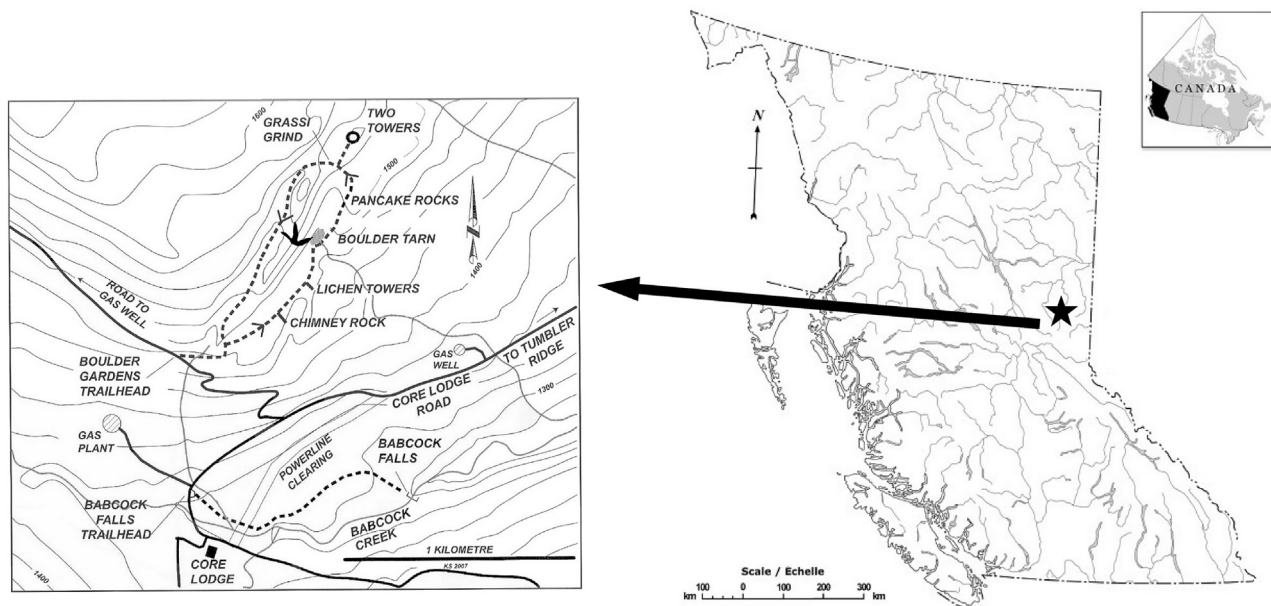 1600
GRASSI
GRIND
TWO
TOWERS
1500
PANCAKE ROCKS
BOULDER TARN
N
1400
LICHEN TOWERS
CHIMNEY ROCK
ROAD TO
GAS WELL
BOULDER
GARDENS
TRAILHEAD
GAS
WELL
TO TUMBLER
RIDGE
CORE LODGE
ROAD
1300
GAS
PLANT
POWERLINE
CLEARING
BABCOCK
FALLS
BABCOCK
FALLS
TRAILHEAD
BABCOCK
CREEK
1 KILOMETRE
KS 2007
CORE
LODGE
1400
N
CANADA
Scale / Echelle
100 0 100 200 300
km km